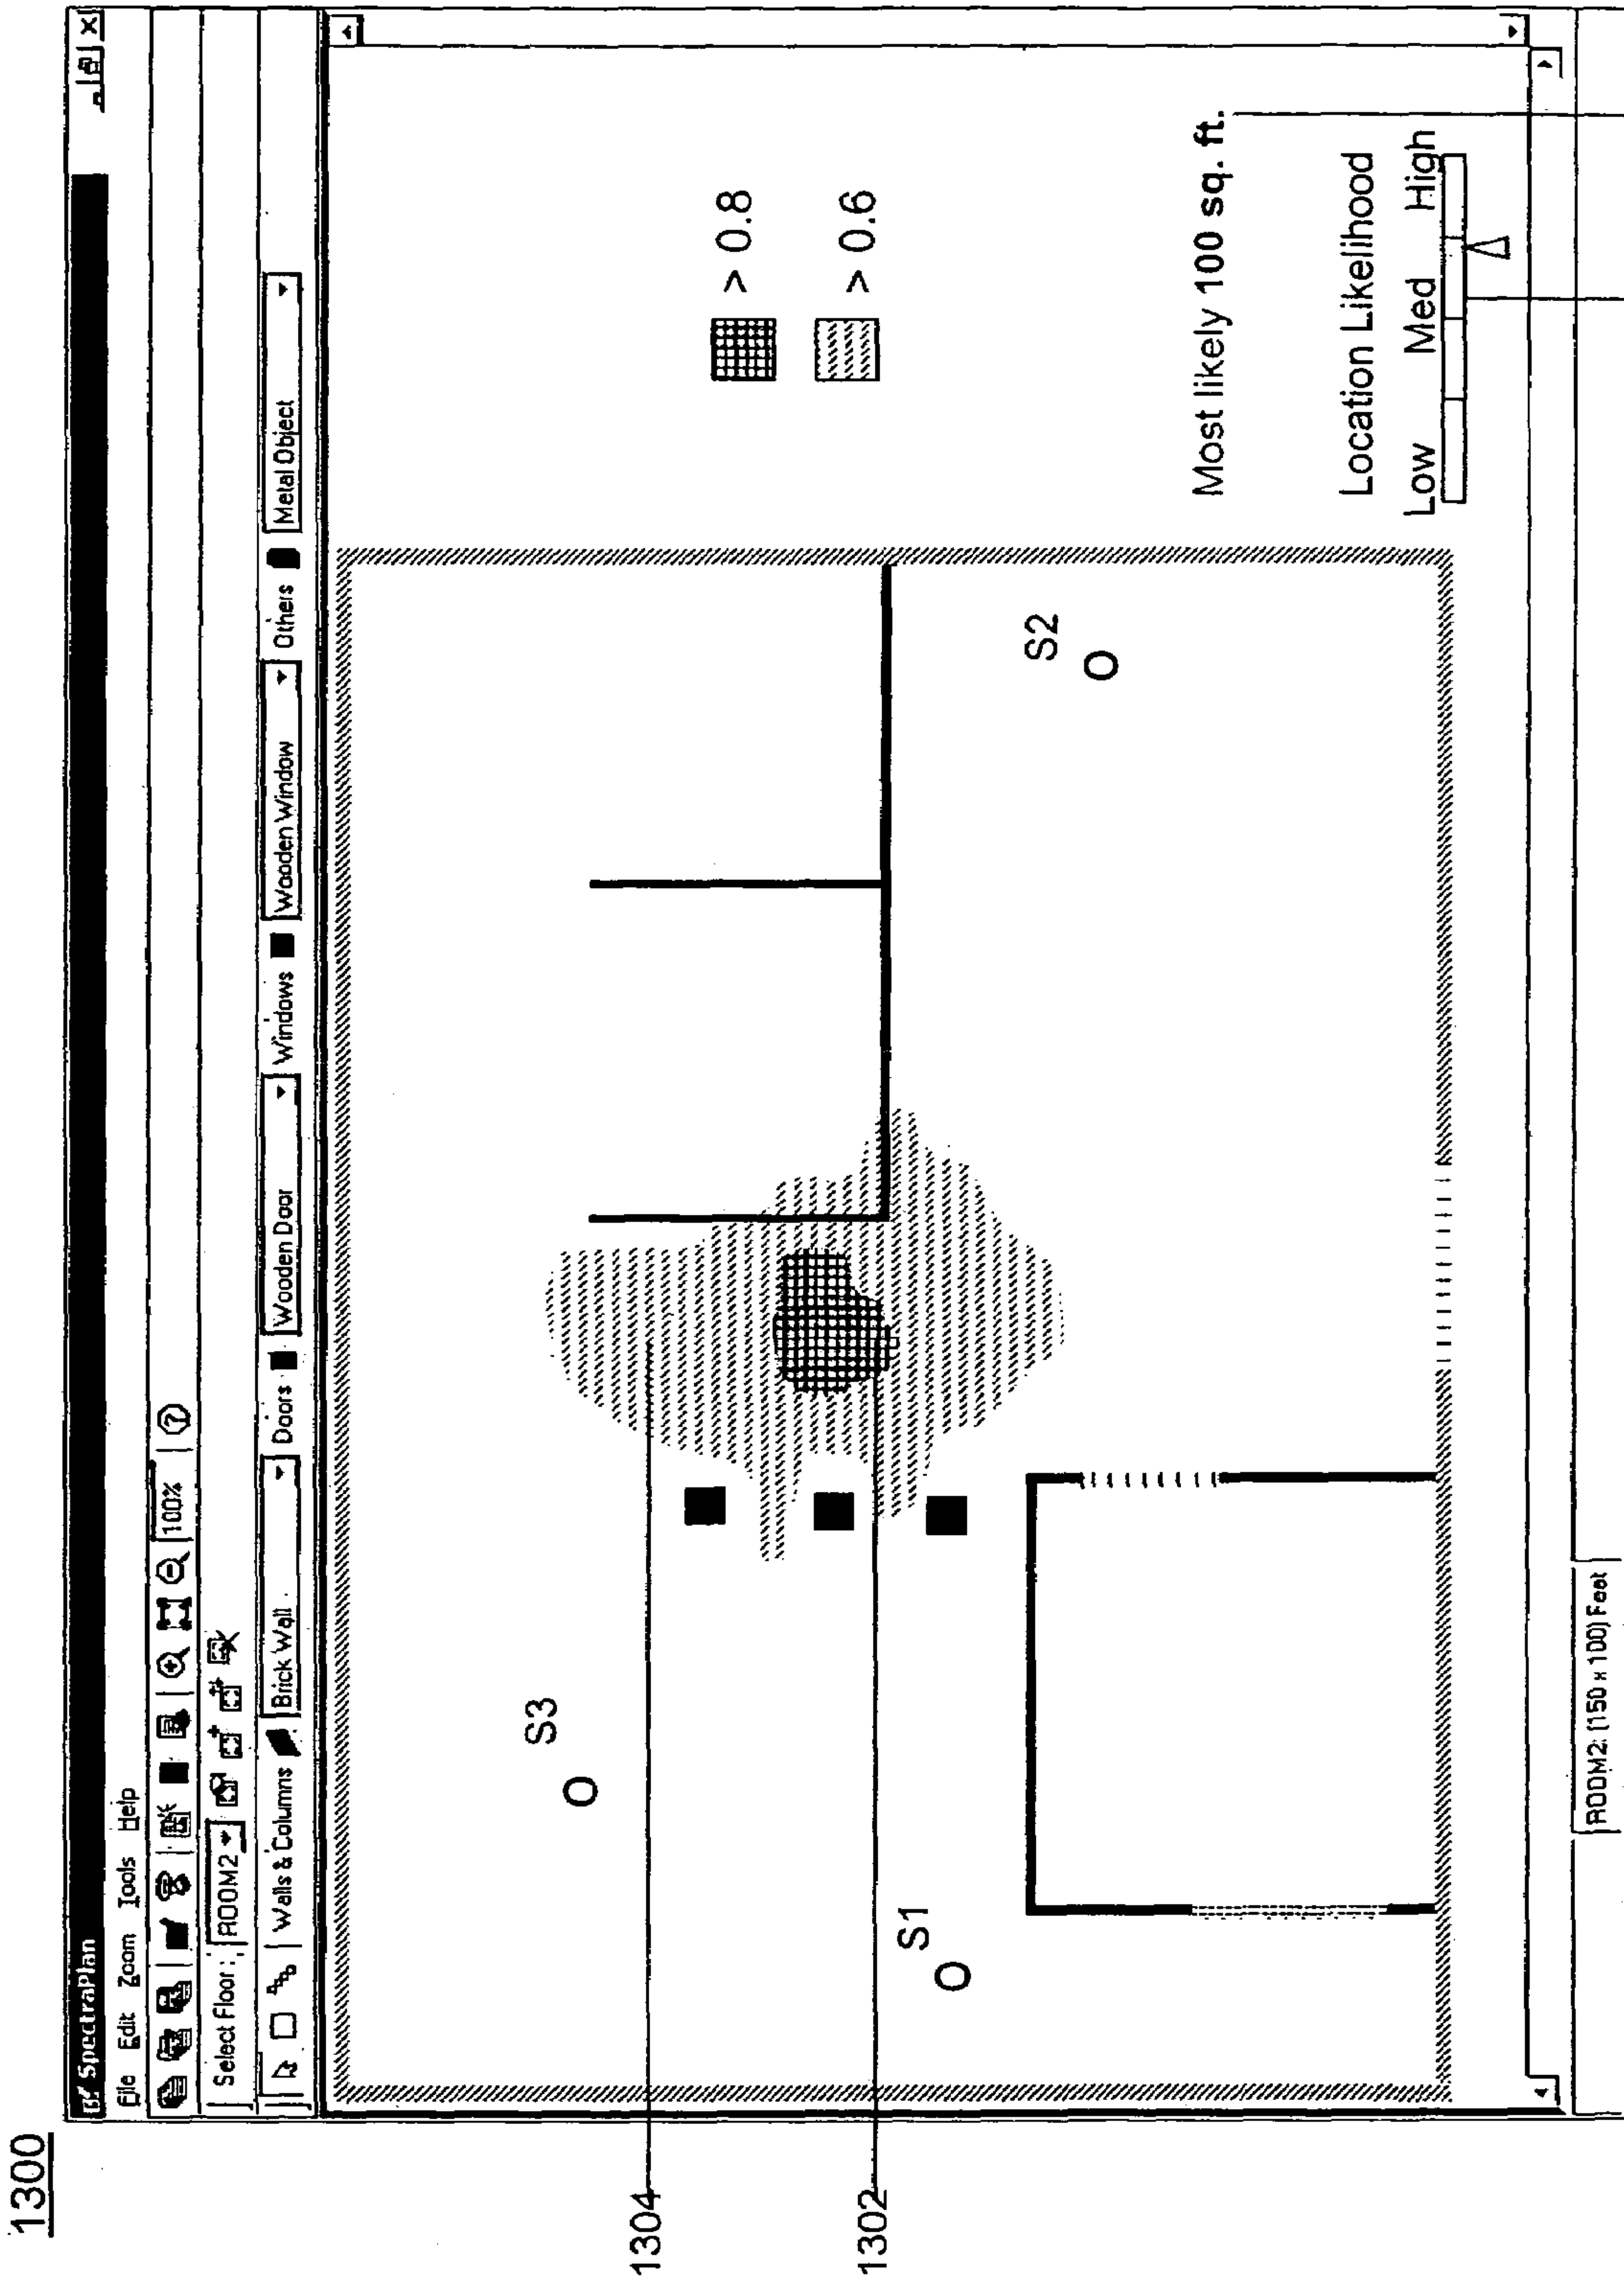 1300
SpectraPlan
File Edit Zoom Tools Help
100% ?
Select Floor: ROOM2
Walls & Columns Brick Wall Doors Wooden Door Windows Wooden Window Others Metal Object
S3
S1
S2
> 0.8
> 0.6
Most likely 100 sq. ft.
Location Likelihood
Low Med High
1304
1302
ROOM2: (150 x 100) Feet